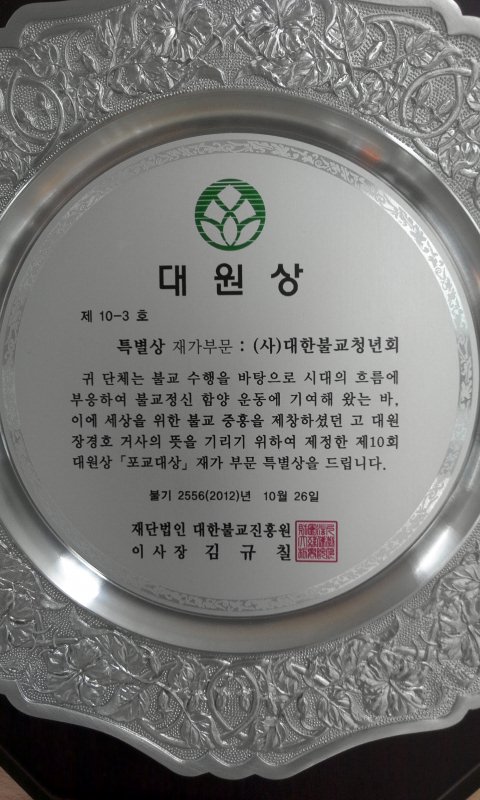 대원상
제 10-3 호
특별상 재가부문 : (사)대한불교청년회
귀 단체는 불교 수행을 바탕으로 시대의 흐름에
부응하여 불교정신 함양 운동에 기여해 왔는 바,
이에 세상을 위한 불교 중흥을 제창하셨던 고 대원
장경호 거사의 뜻을 기리기 위하여 제정한 제10회
대원상 「포교대상」 재가 부문 특별상을 드립니다.
불기 2556(2012)년 10월 26일
재단법인 대한불교진흥원
이사장 김규칠